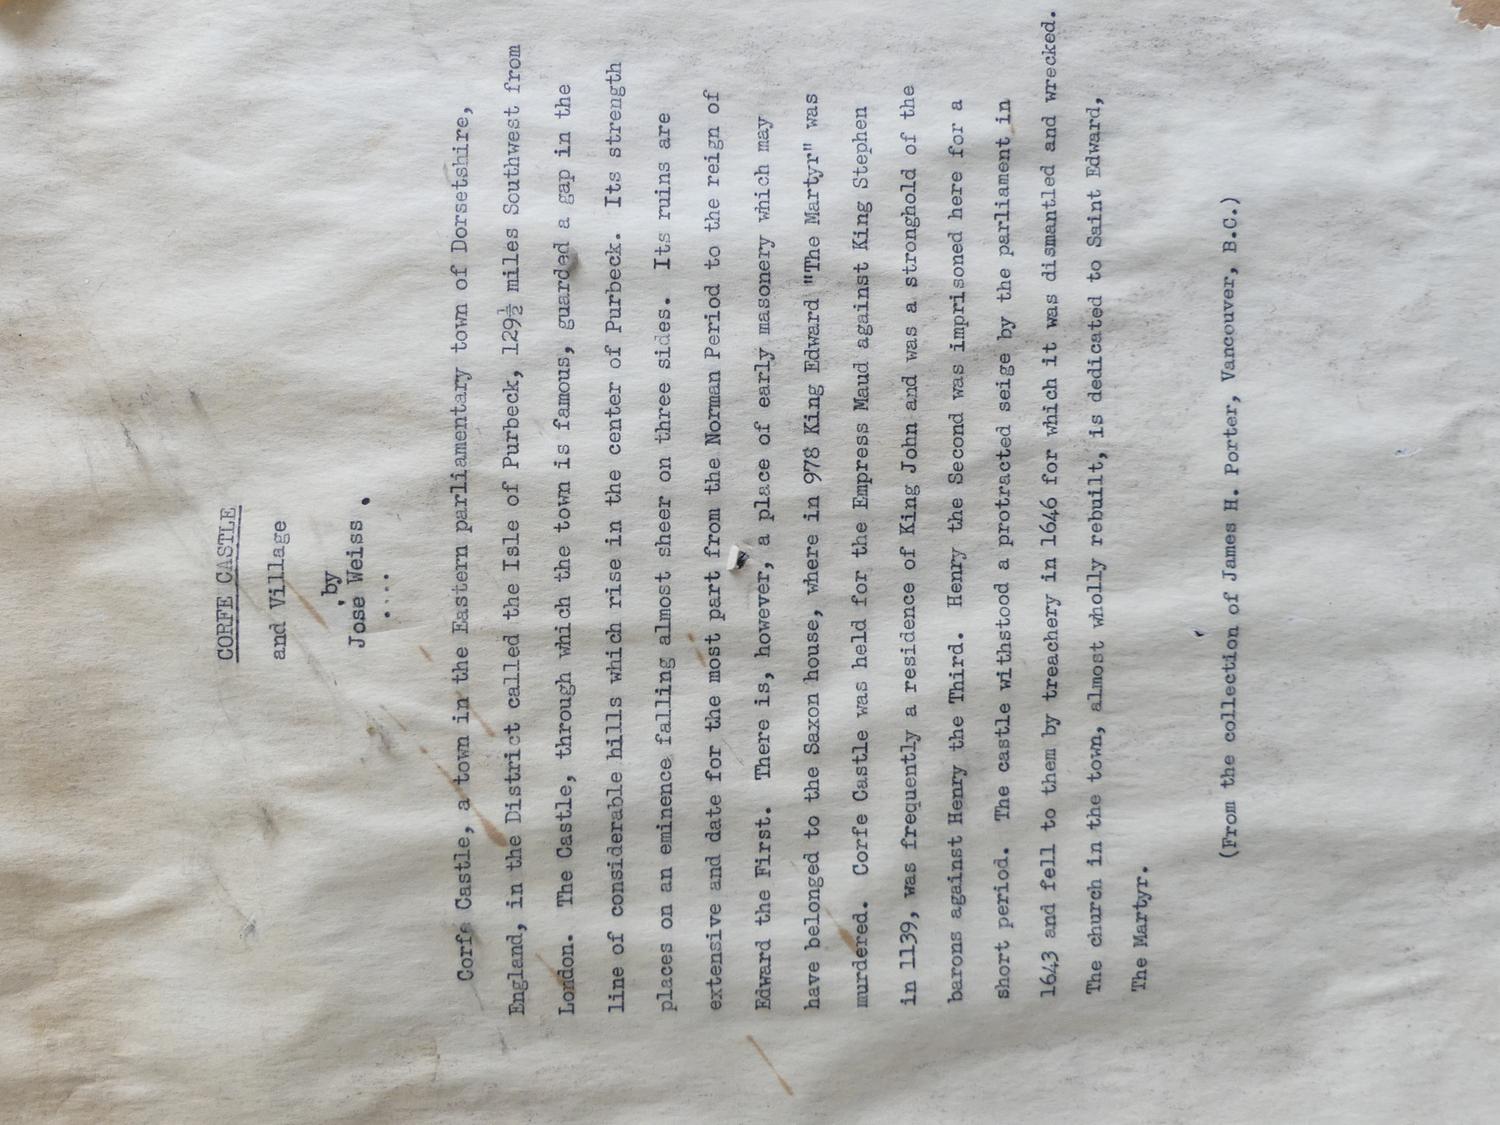 CORFE CASTLE
and Village
by
Jose' Weiss .
....
Corfe Castle, a town in the Eastern parliamentary town of Dorsetshire,
England, in the District called the Isle of Purbeck, 129½ miles Southwest from
London. The Castle, through which the town is famous, guarded a gap in the
line of considerable hills which rise in the center of Purbeck. Its strength
places on an eminence falling almost sheer on three sides. Its ruins are
extensive and date for the most part from the Norman Period to the reign of
Edward the First. There is, however, a place of early masonery which may
have belonged to the Saxon house, where in 978 King Edward "The Martyr" was
murdered. Corfe Castle was held for the Empress Maud against King Stephen
in 1139, was frequently a residence of King John and was a stronghold of the
barons against Henry the Third. Henry the Second was imprisoned here for a
short period. The castle withstood a protracted seige by the parliament in
1643 and fell to them by treachery in 1646 for which it was dismantled and wrecked.
The church in the town, almost wholly rebuilt, is dedicated to Saint Edward,
The Martyr.
(From the collection of James H. Porter, Vancouver, B.C.)